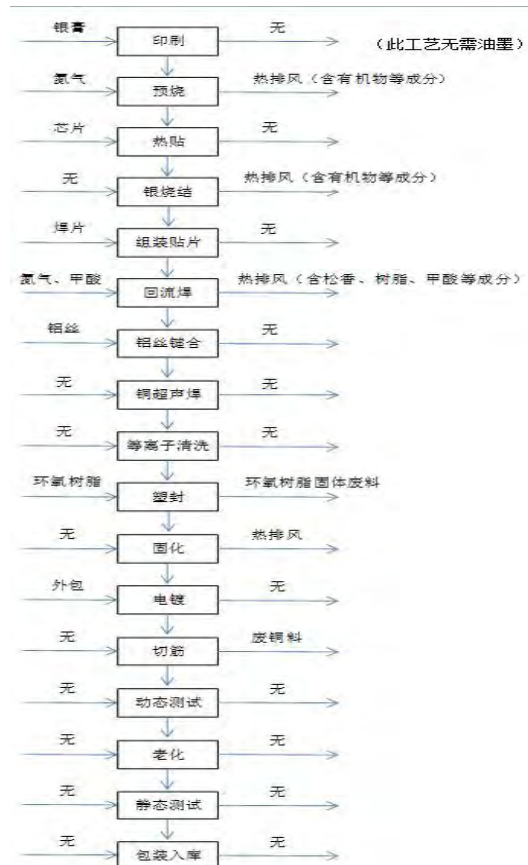 银膏 印刷 无 （此工艺无需油墨）
氮气 预烧 热排风（含有机物等成分）
芯片 热贴 无
无 银烧结 热排风（含有机物等成分）
焊片 组装贴片 无
氮气、甲酸 回流焊 热排风（含松香、树脂、甲酸等成分）
铝丝 铝丝键合 无
无 铜超声焊 无
无 等离子清洗 无
环氧树脂 塑封 环氧树脂固体废料
无 固化 热排风
外包 电镀 无
无 切筋 废铜料
无 动态测试 无
无 老化 无
无 静态测试 无
无 包装入库 无